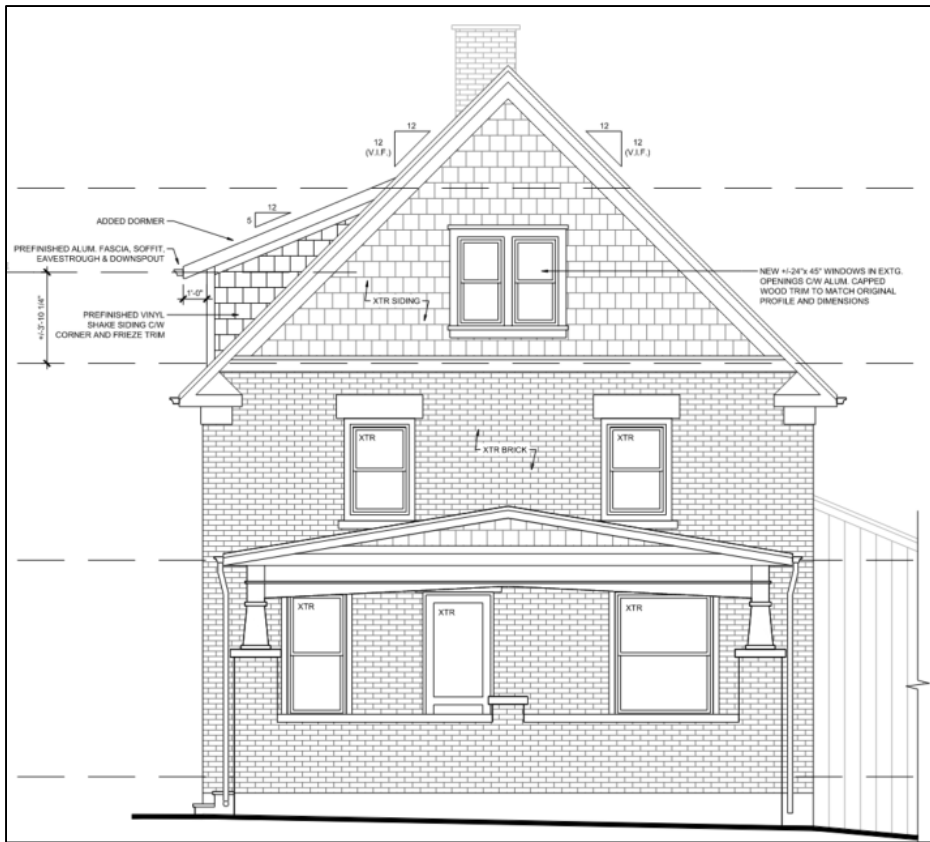 12
12
(V.I.F.)
12
12
(V.I.F.)
12
5
ADDED DORMER
PREFINISHED ALUM. FASCIA, SOFFIT,
EAVESTROUGH & DOWNSPOUT
1'-0"
+/-3'-10 1/4"
PREFINISHED VINYL
SHAKE SIDING C/W
CORNER AND FRIEZE TRIM
XTR SIDING
NEW +/-24"x 45" WINDOWS IN EXTG.
OPENINGS C/W ALUM. CAPPED
WOOD TRIM TO MATCH ORIGINAL
PROFILE AND DIMENSIONS
XTR
XTR BRICK
XTR
XTR
XTR
XTR